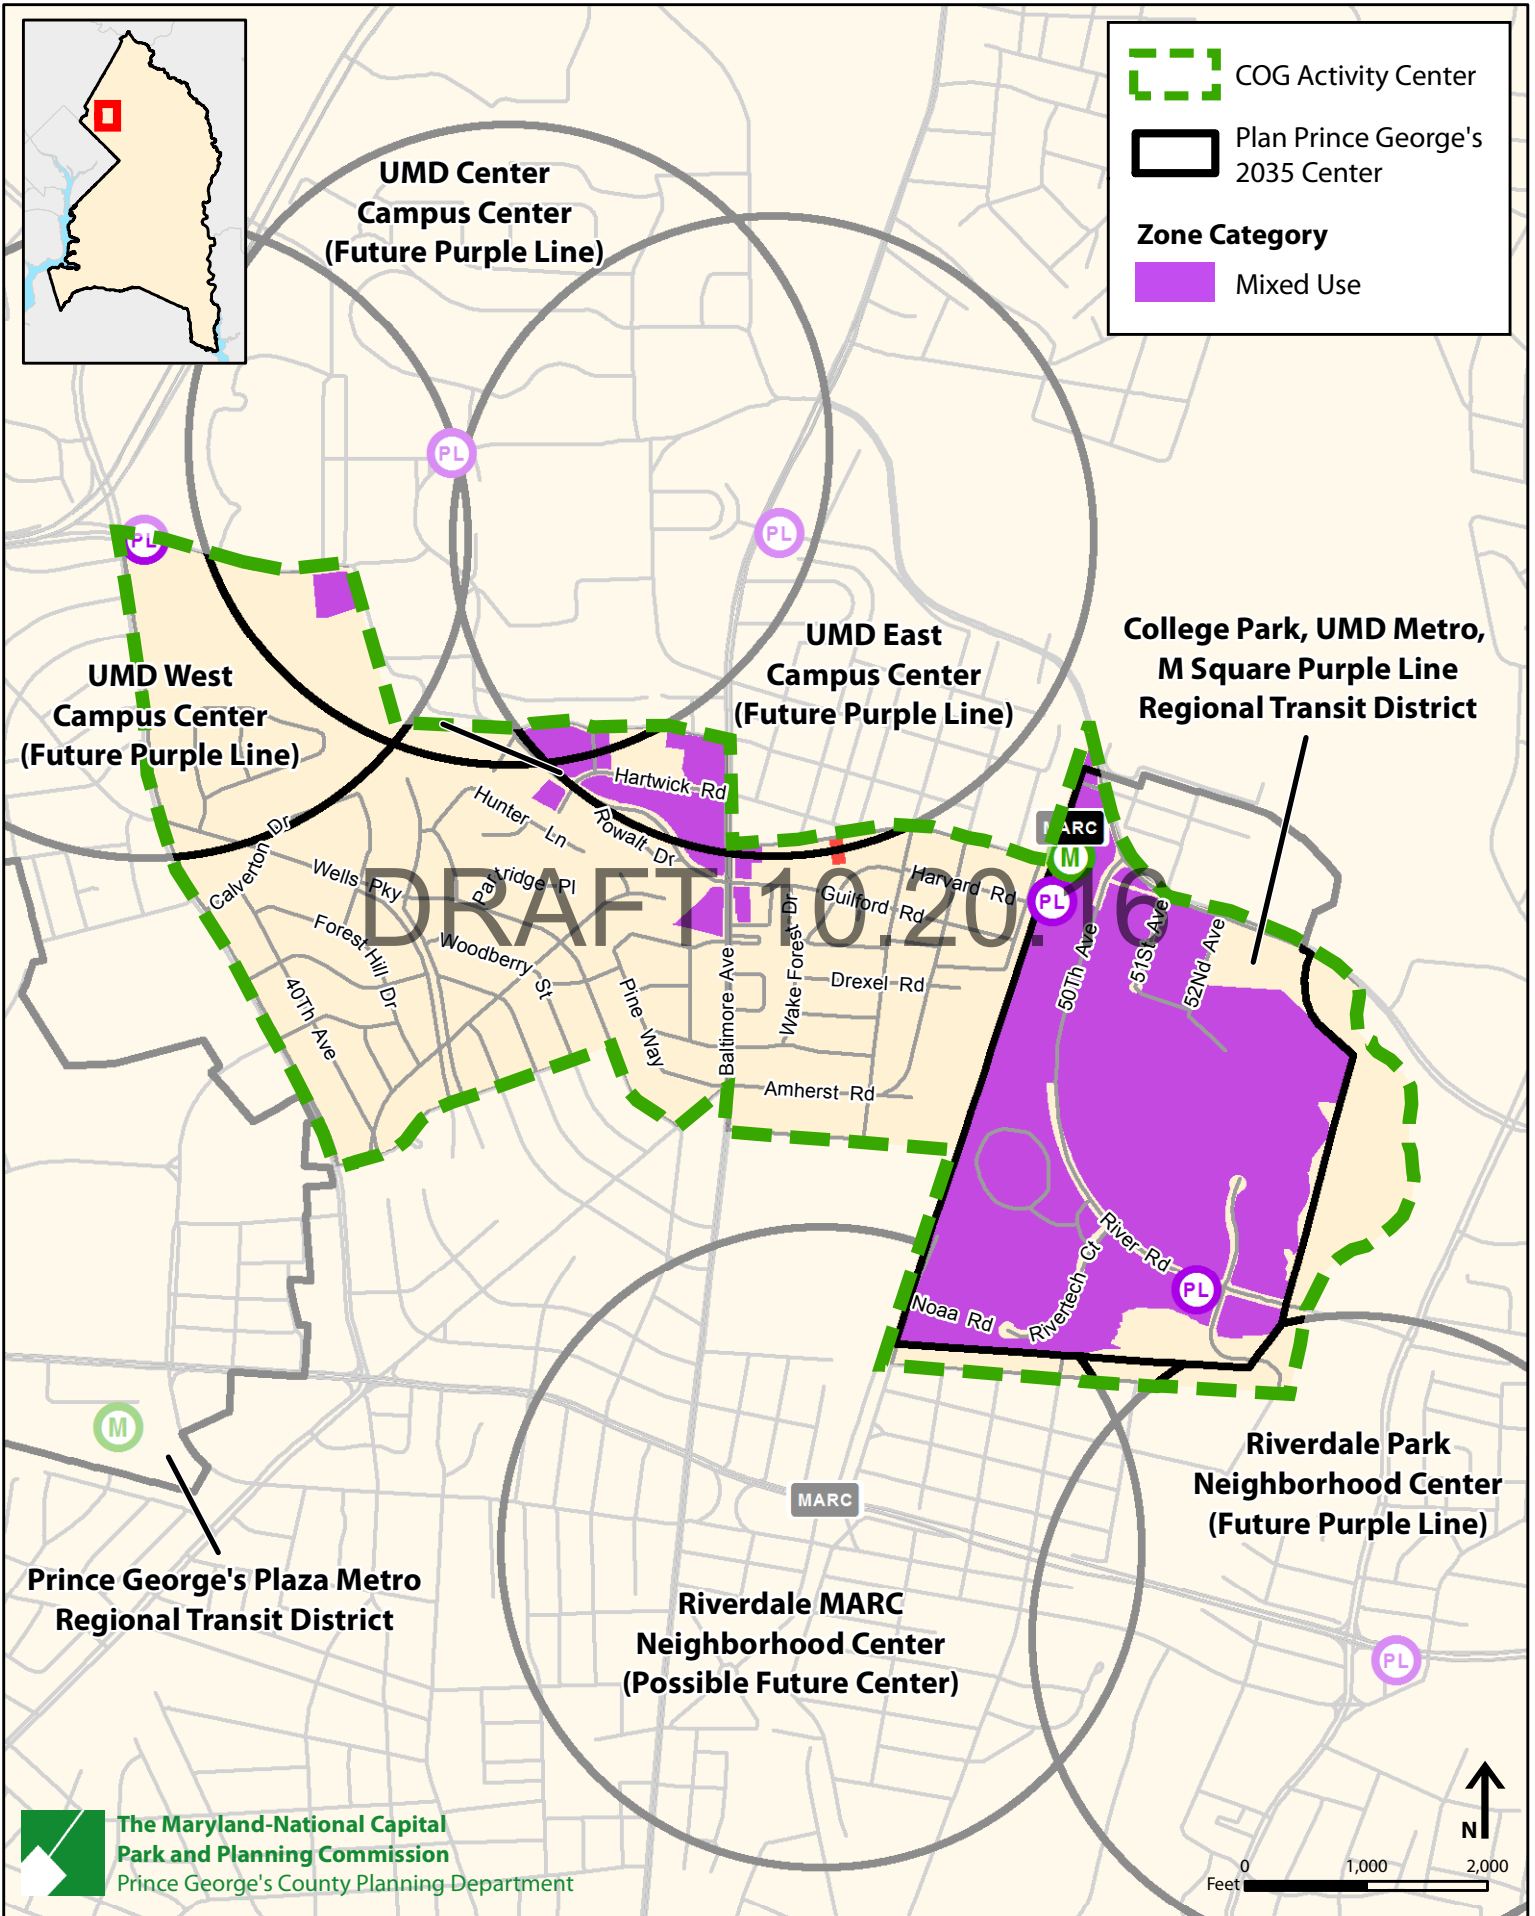 COG Activity Center
Plan Prince George's
2035 Center
Zone Category
Mixed Use
UMD Center
Campus Center
(Future Purple Line)
PL
PL
PL
UMD West
Campus Center
(Future Purple Line)
UMD East
Campus Center
(Future Purple Line)
College Park, UMD Metro,
M Square Purple Line
Regional Transit District
Hartwick Rd
Hunter Ln
Rowalt Dr
MARC
M
PL
Calverton Dr
Wells Pky
Partridge Pl
Harvard Rd
Guilford Rd
DRAFT 10.20.16
Forest Hill Dr
Woodberry St
40Th Ave
Pine Way
Baltimore Ave
Wake Forest Dr
Drexel Rd
Amherst Rd
50Th Ave
51St Ave
52Nd Ave
River Rd
Rivertech Ct
Noaa Rd
PL
M
MARC
Riverdale Park
Neighborhood Center
(Future Purple Line)
Prince George's Plaza Metro
Regional Transit District
Riverdale MARC
Neighborhood Center
(Possible Future Center)
PL
The Maryland-National Capital
Park and Planning Commission
Prince George's County Planning Department
N
0 1,000 2,000
Feet